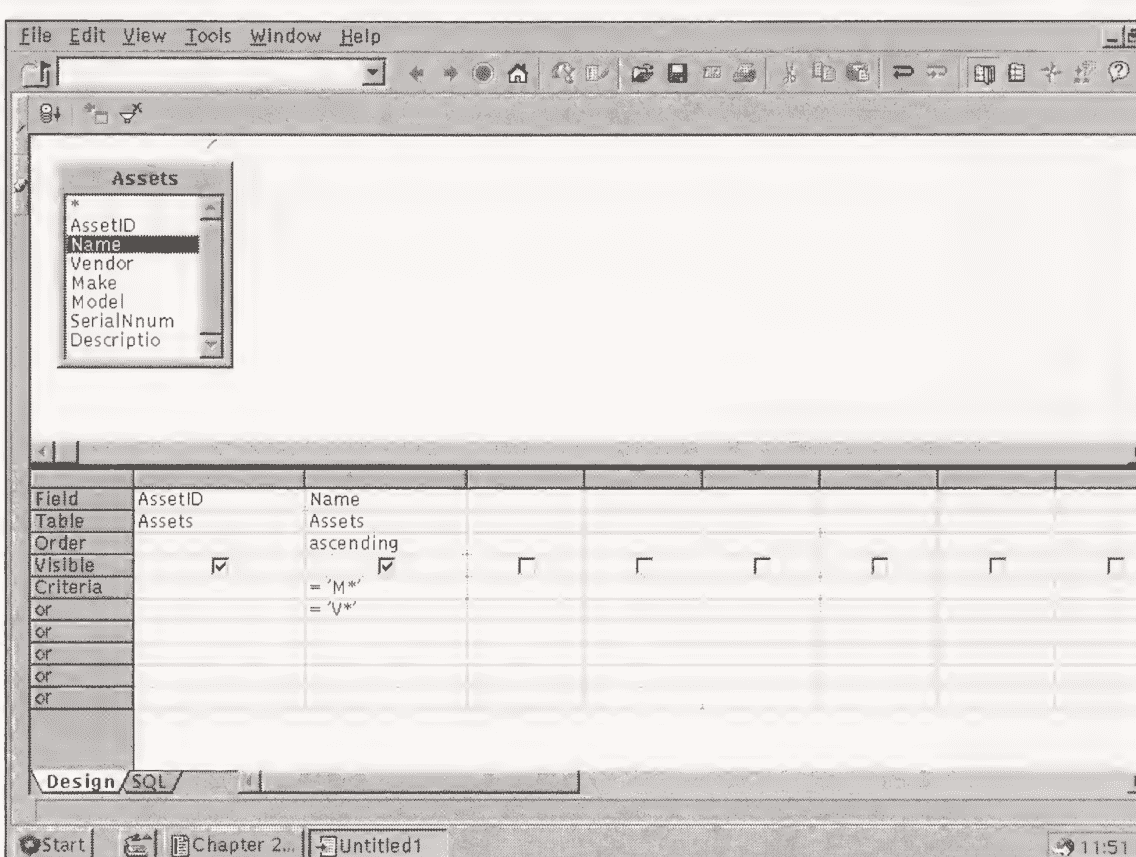 File Edit View Tools Window Help
Assets
*
AssetID
Name
Vendor
Make
Model
SerialNnum
Descriptio
Field AssetID Name
Table Assets Assets
Order ascending
Visible
Criteria = 'M*'
or = 'V*'
or
or
or
or
Design SQL
Start Chapter 2... Untitled1 11:51